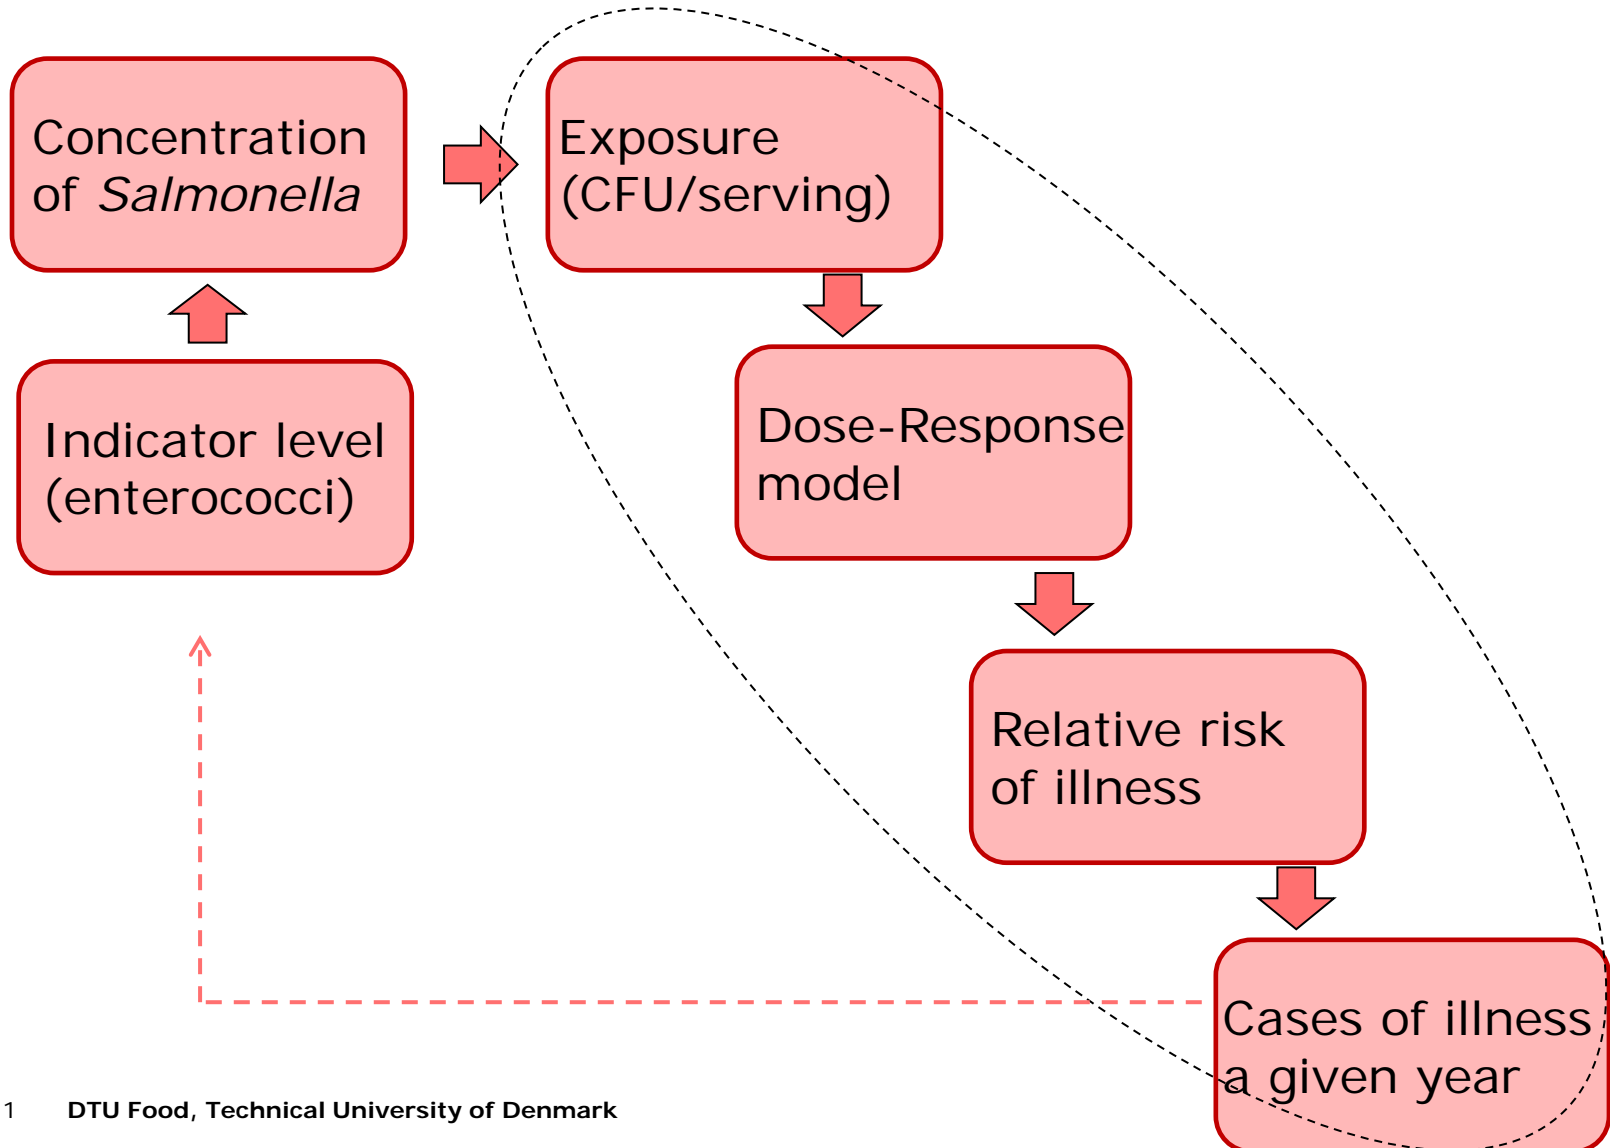 Concentration
of Salmonella
Exposure
(CFU/serving)
Indicator level
(enterococci)
Dose-Response
model
Relative risk
of illness
Cases of illness
a given year
1 DTU Food, Technical University of Denmark